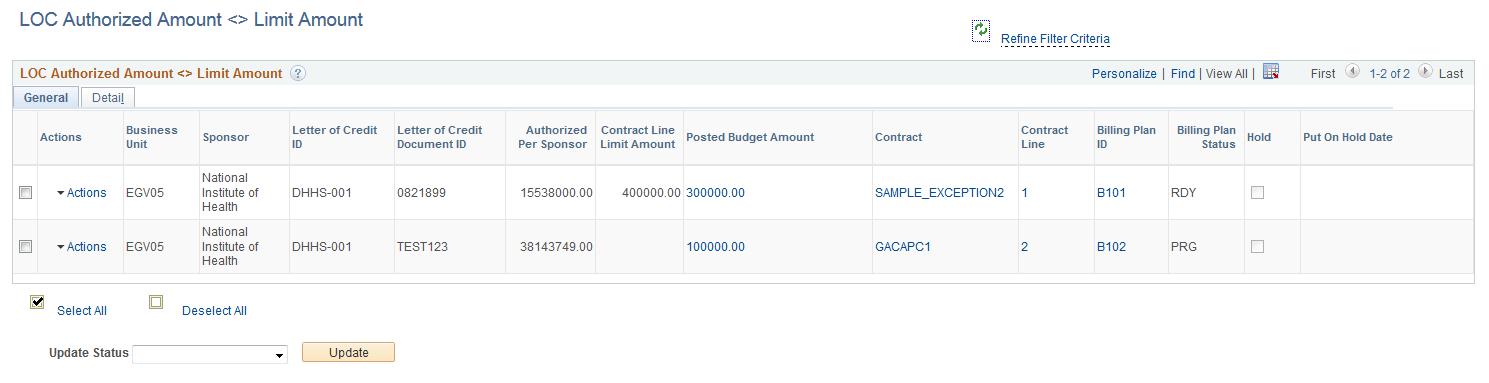 LOC Authorized Amount <> Limit Amount
Refine Filter Criteria
LOC Authorized Amount <> Limit Amount ? Personalize | Find | View All | First 1-2 of 2 Last
General Detail
Actions Business Unit Sponsor Letter of Credit ID Letter of Credit Document ID Authorized Per Sponsor Contract Line Limit Amount Posted Budget Amount Contract Contract Line Billing Plan ID Billing Plan Status Hold Put On Hold Date
Actions EGV05 National Institute of Health DHHS-001 0821899 15538000.00 400000.00 300000.00 SAMPLE_EXCEPTION2 1 B101 RDY
Actions EGV05 National Institute of Health DHHS-001 TEST123 38143749.00 100000.00 GACAPC1 2 B102 PRG
Select All Deselect All
Update Status Update